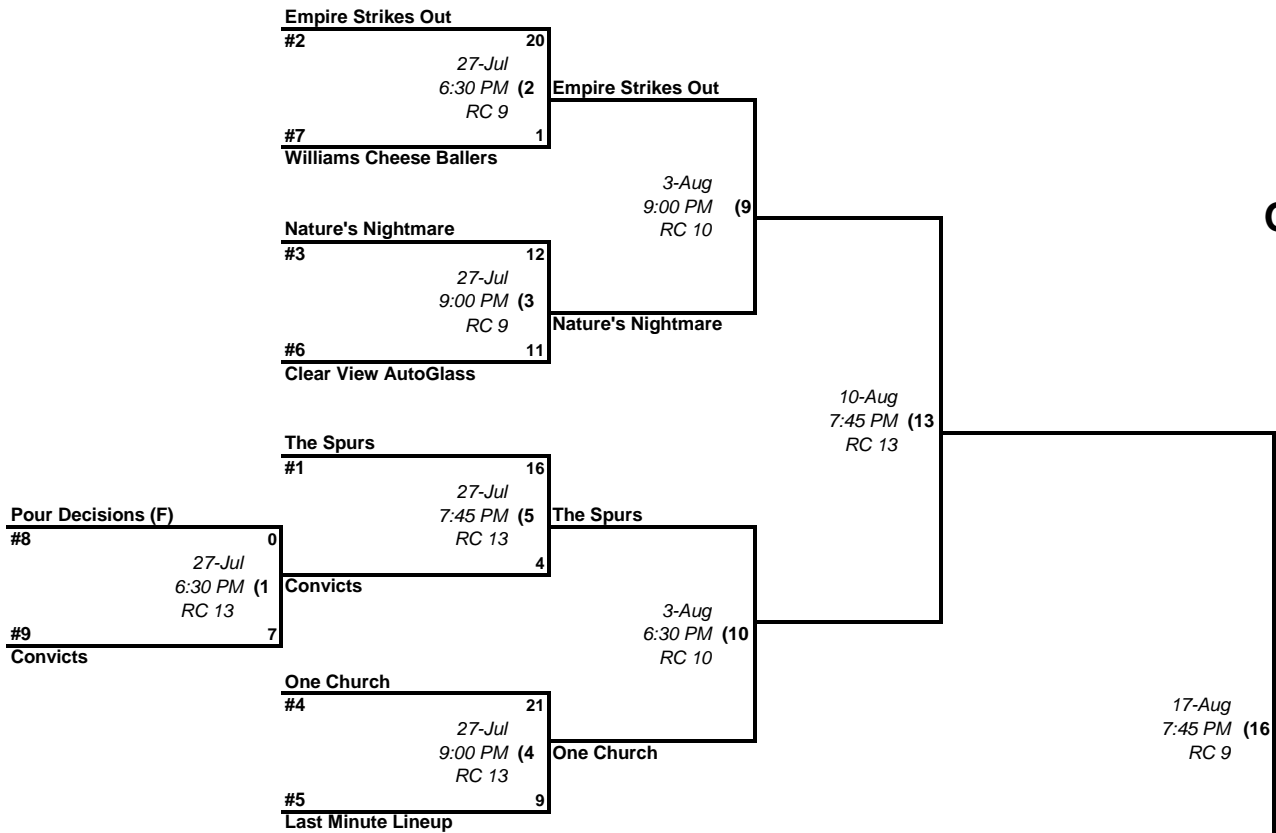 Empire Strikes Out
#2 20
27-Jul
6:30 PM (2 Empire Strikes Out
RC 9
#7 1
Williams Cheese Ballers
3-Aug
9:00 PM (9
RC 10
Nature's Nightmare
#3 12
27-Jul
9:00 PM (3
RC 9 Nature's Nightmare
#6 11
Clear View AutoGlass
10-Aug
7:45 PM (13
RC 13
The Spurs
#1 16
27-Jul
7:45 PM (5 The Spurs
RC 13
4
Pour Decisions (F)
#8 0
27-Jul
6:30 PM (1 Convicts
RC 13
#9 7
Convicts
3-Aug
6:30 PM (10
RC 10
One Church
#4 21
27-Jul
9:00 PM (4 One Church
RC 13
#5 9
Last Minute Lineup
17-Aug
7:45 PM (16
RC 9